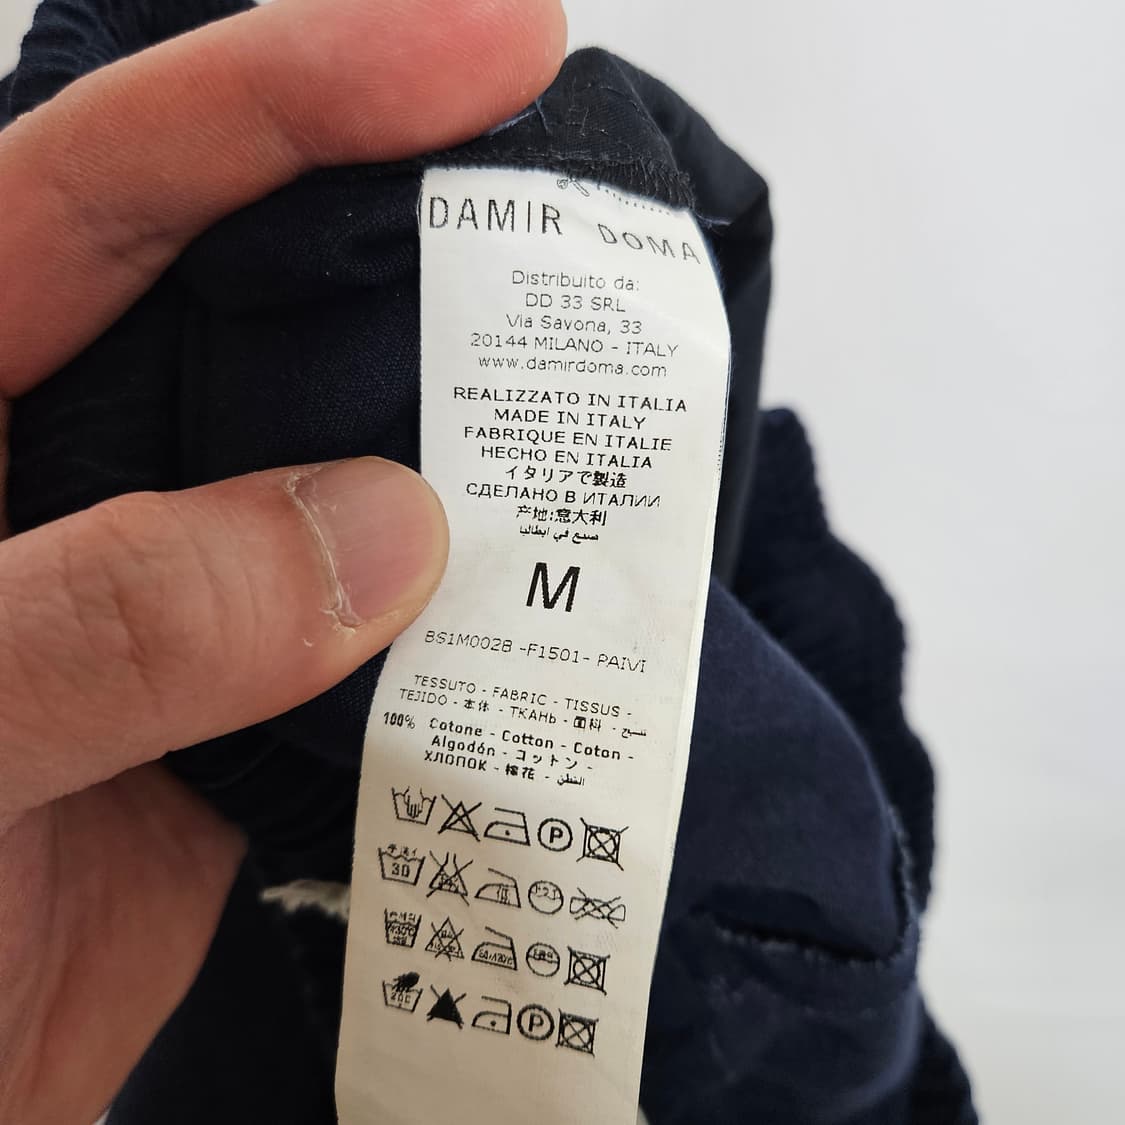 DAMIR DOMA
Distribuito da:
DD 33 SRL
Via Savona, 33
20144 MILANO - ITALY
www.damirdoma.com
REALIZZATO IN ITALIA
MADE IN ITALY
FABRIQUE EN ITALIE
HECHO EN ITALIA
イタリアで製造
СДЕЛАНО В ИТАЛИИ
产地:意大利
صنع في ايطاليا
M
BS1M0028 -F1501- PAIVI
TESSUTO - FABRIC - TISSUS -
TEJIDO - 本体 - ТКАНЬ - 面料 - نسيج
100% Cotone - Cotton - Coton -
Algodón - コットン -
ХЛОПОК - 棉花 - القطن
P
30
P